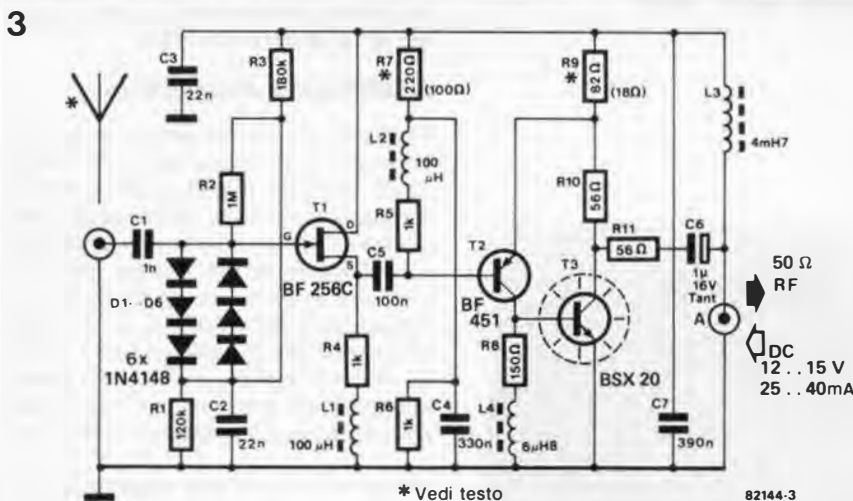 3
C3
22n
*
R3
180k
R7
*
220Ω
(100Ω)
R9
*
82Ω
(18Ω)
L3
4mH7
L2
100
µH
R2
1M
T1
C1
1n
G
D
S
BF 256C
R5
1k
C5
100n
R10
56Ω
R11
56Ω
C6
1µ
16V
Tant
T2
BF
451
T3
BSX 20
A
50 Ω
RF
DC
12 . . 15 V
25 . . 40mA
D1···D6
6x
1N4148
R4
1k
R8
150Ω
R1
120k
C2
22n
L1
100µH
R6
1k
C4
330n
L4
6µH8
C7
390n
* Vedi testo
82144-3